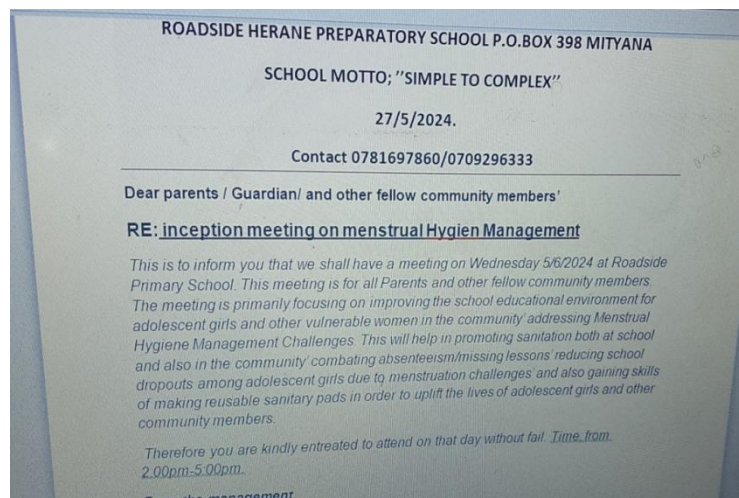 ROADSIDE HERANE PREPARATORY SCHOOL P.O.BOX 398 MITYANA
SCHOOL MOTTO; ''SIMPLE TO COMPLEX''
27/5/2024.
Contact 0781697860/0709296333
Dear parents / Guardian/ and other fellow community members'
RE: inception meeting on menstrual Hygien Management
This is to inform you that we shall have a meeting on Wednesday 5/6/2024 at Roadside
Primary School. This meeting is for all Parents and other fellow community members.
The meeting is primarily focusing on improving the school educational environment for
adolescent girls and other vulnerable women in the community' addressing Menstrual
Hygiene Management Challenges. This will help in promoting sanitation both at school
and also in the community' combating absenteeism/missing lessons' reducing school
dropouts among adolescent girls due to menstruation challenges' and also gaining skills
of making reusable sanitary pads in order to uplift the lives of adolescent girls and other
community members.
Therefore you are kindly entreated to attend on that day without fail. Time from
2.00pm-5:00pm.
management